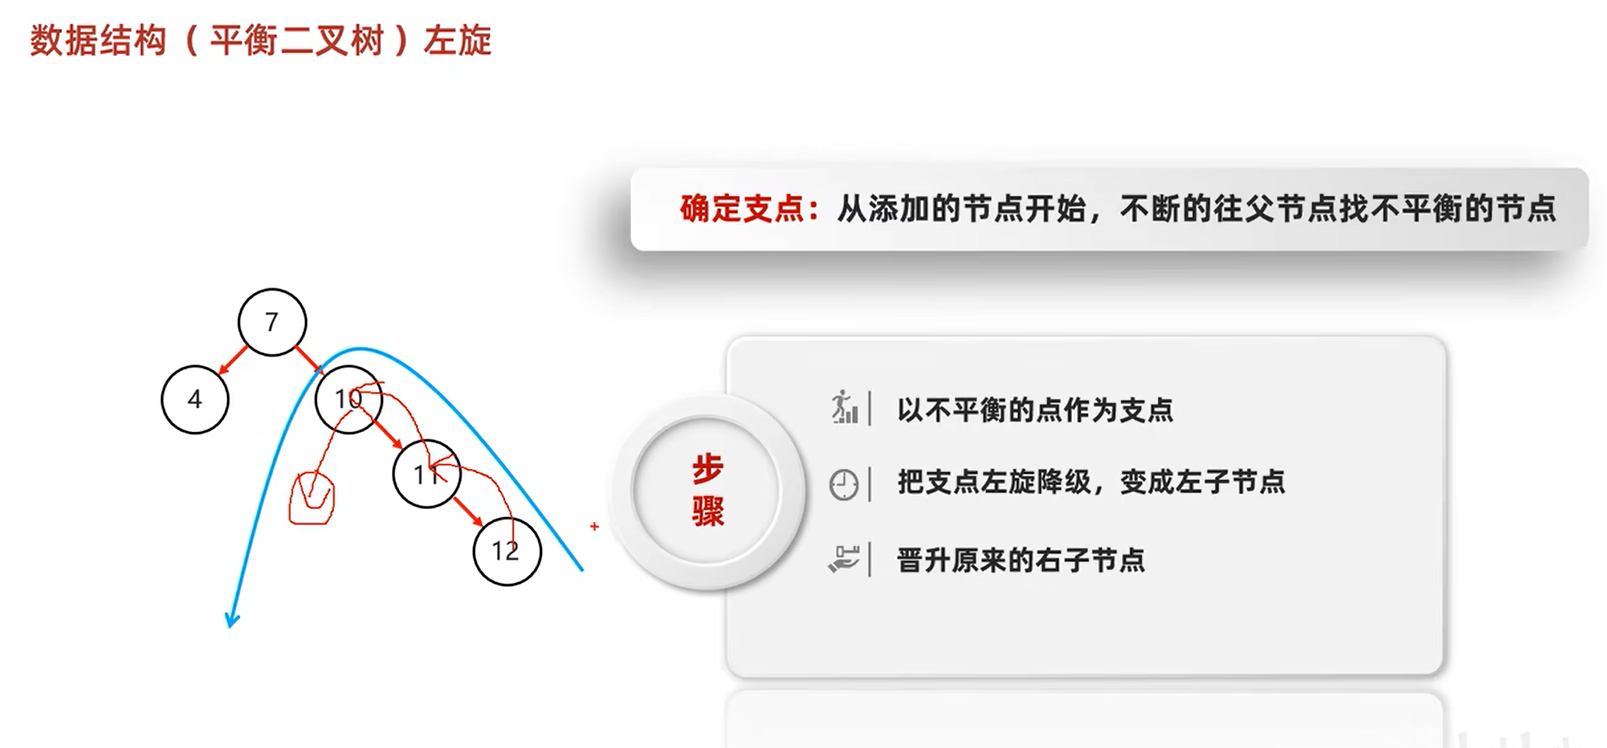 数据结构（平衡二叉树）左旋
确定支点：从添加的节点开始，不断的往父节点找不平衡的节点
7
4
10
11
12
步
骤
以不平衡的点作为支点
把支点左旋降级，变成左子节点
晋升原来的右子节点